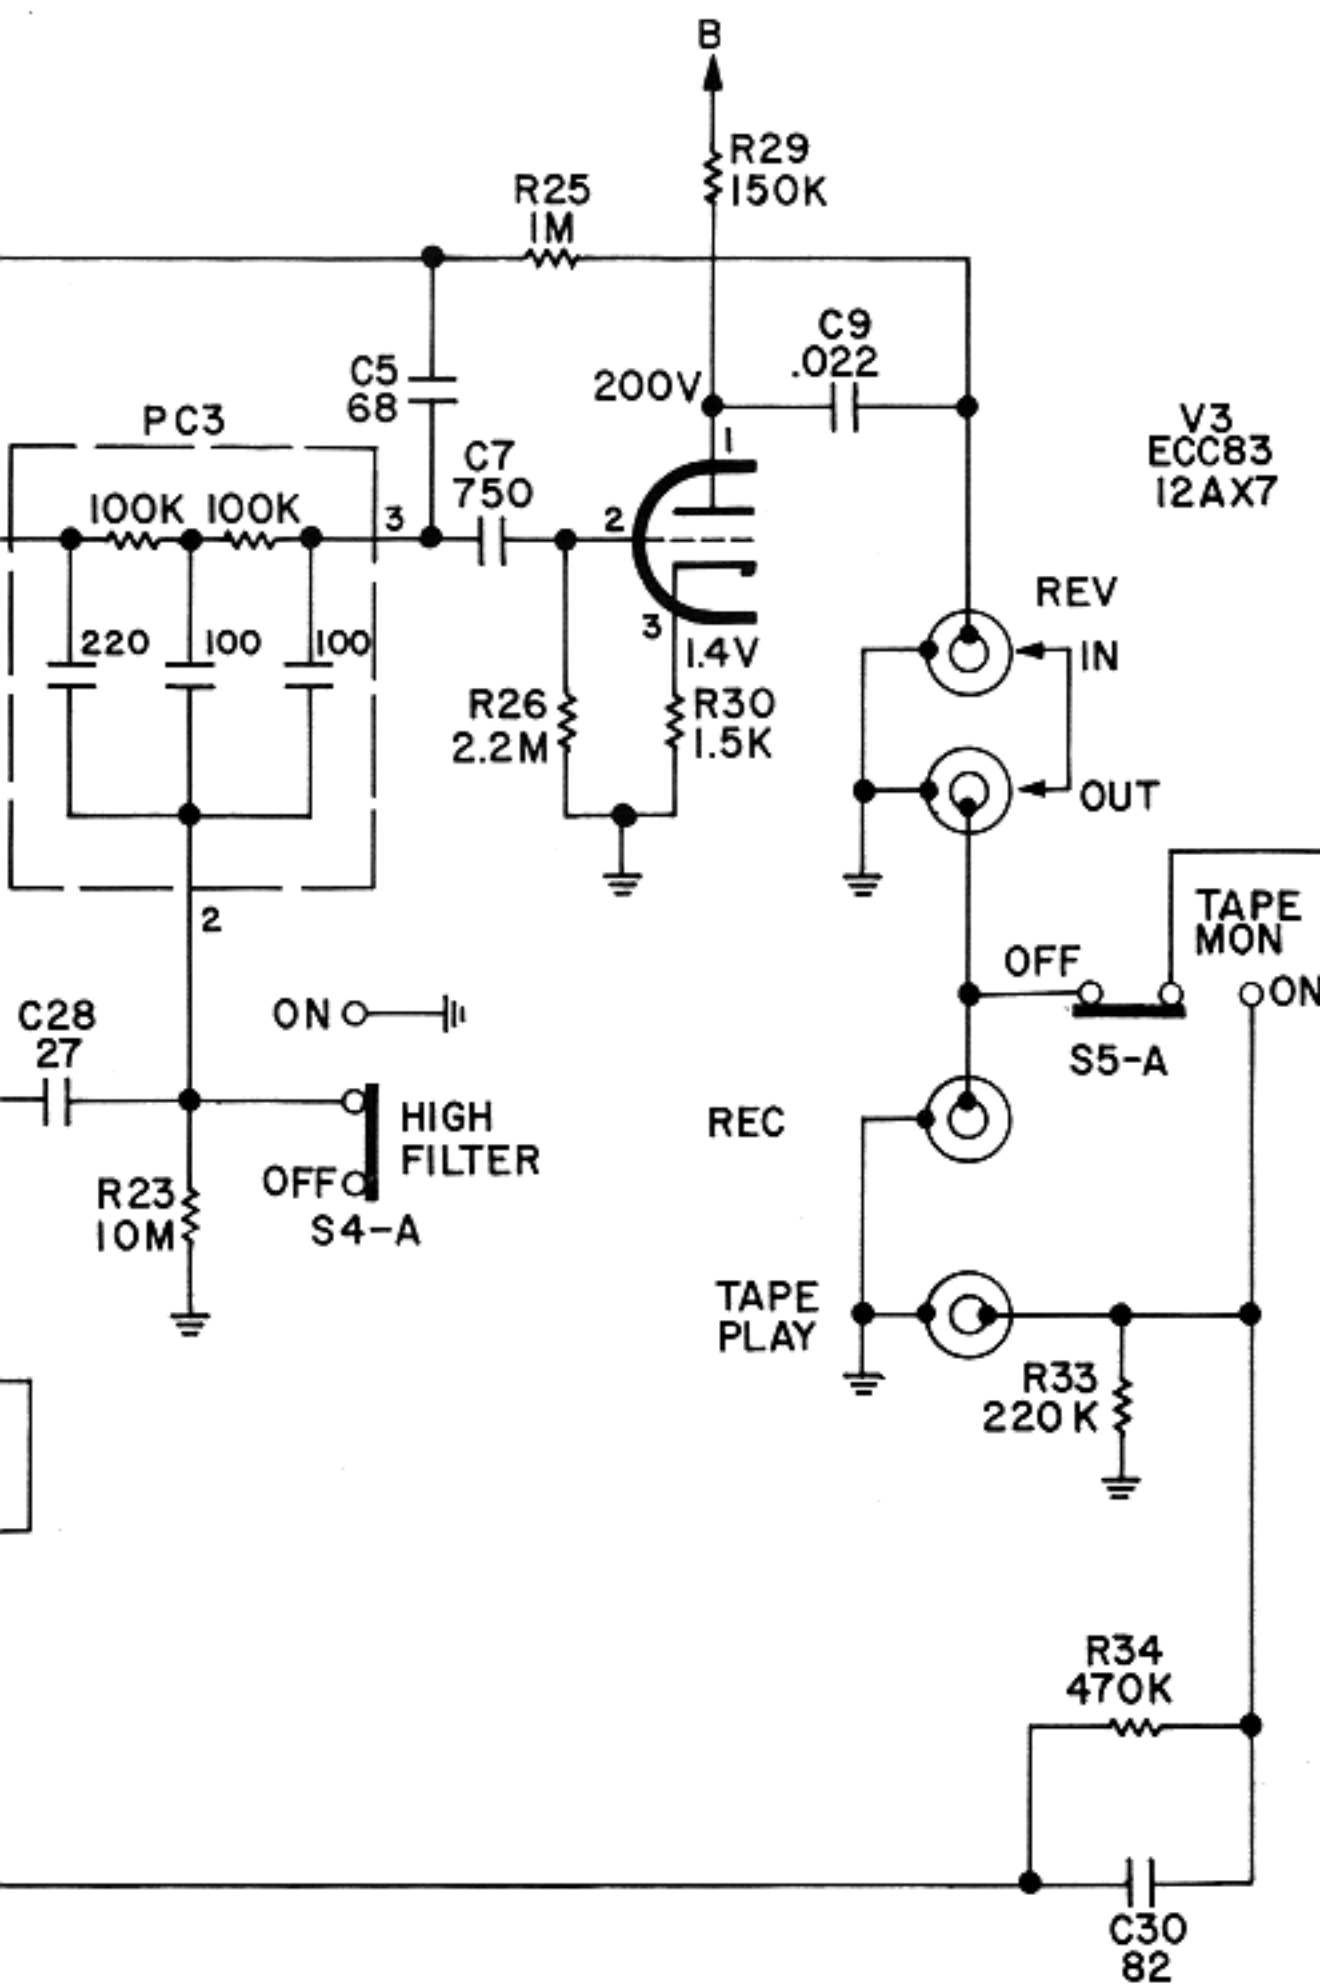 B
R29
150K
R25
1M
C9
.022
C5
68
200V
V3
ECC83
12AX7
PC3
C7
750
1
100K 100K
3
2
220
100
100
3
1.4V
R26
2.2M
R30
1.5K
REV
IN
OUT
2
TAPE
MON
OFF
ON
S5-A
C28
27
ON
HIGH
FILTER
OFF
S4-A
R23
10M
REC
TAPE
PLAY
R33
220K
R34
470K
C30
82